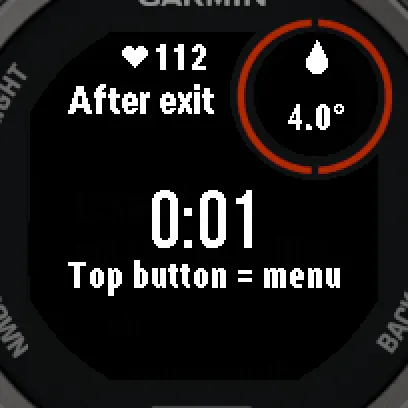 GARMIN
112
After exit
4.0°
0:01
Top button = menu